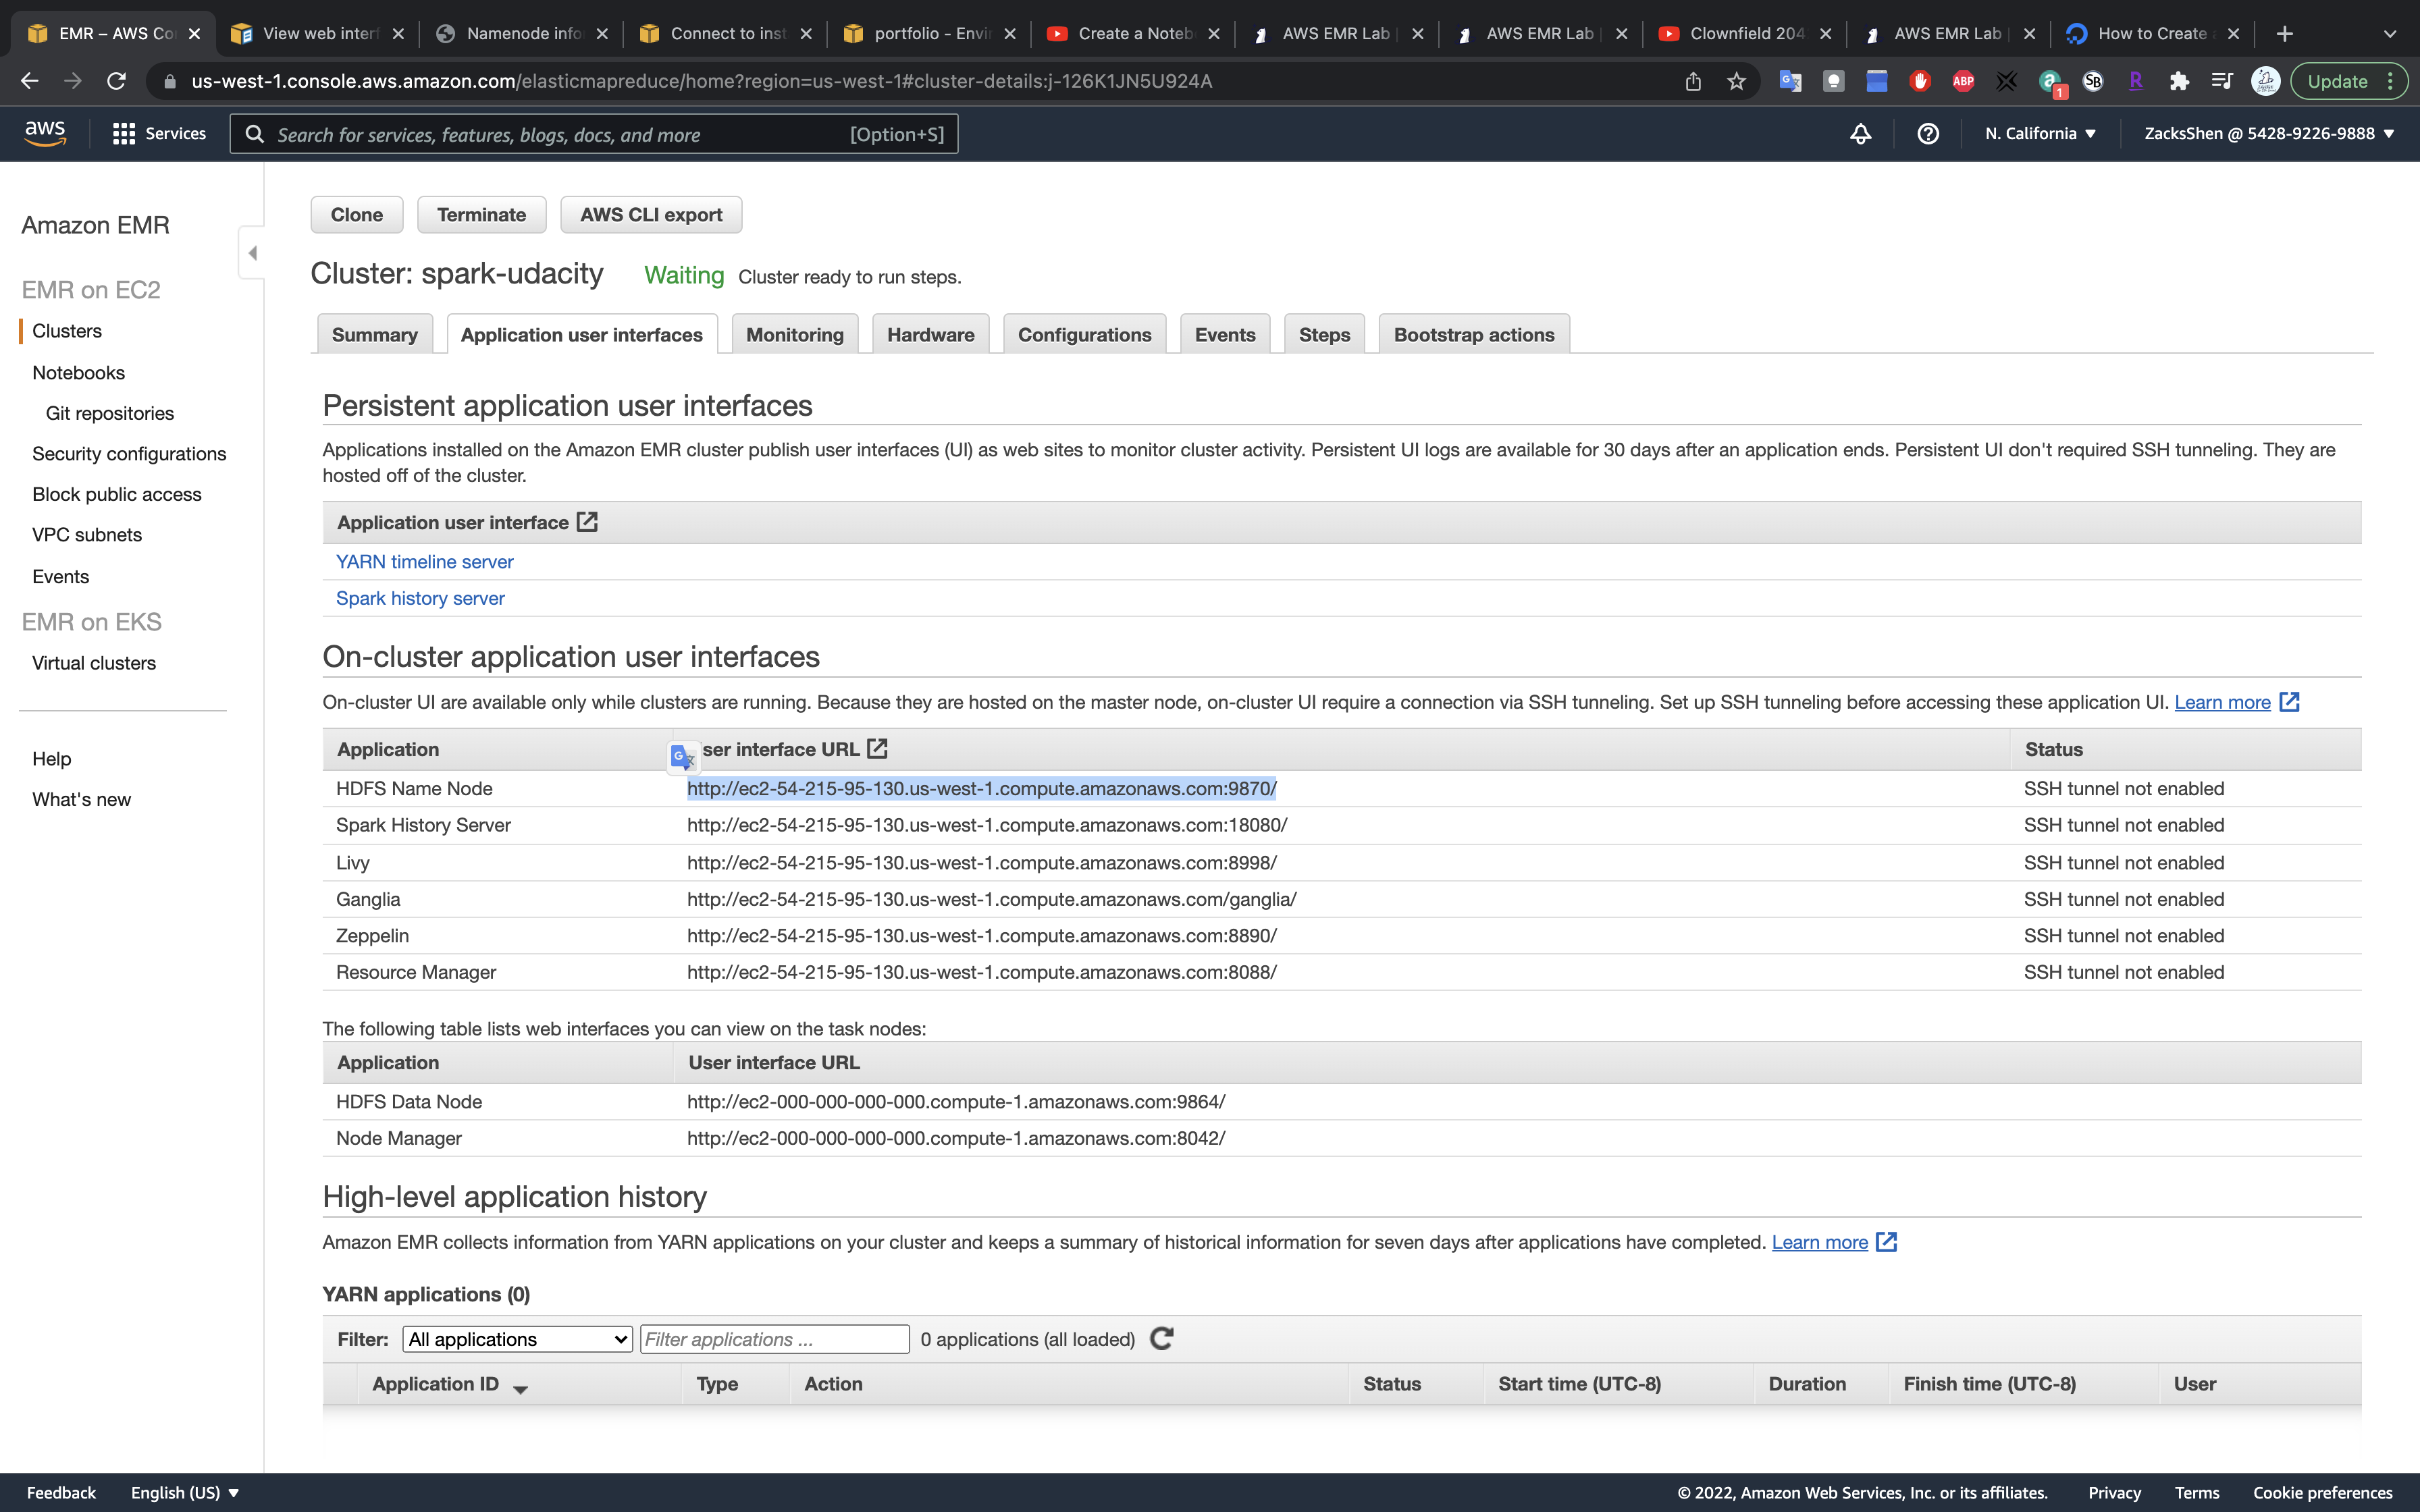 EMR – AWS Co
View web interf
Namenode info
Connect to inst
portfolio - Envi
Create a Noteb
AWS EMR Lab
AWS EMR Lab
Clownfield 204
AWS EMR Lab
How to Create
us-west-1.console.aws.amazon.com/elasticmapreduce/home?region=us-west-1#cluster-details:j-126K1JN5U924A
ABP
1
SB
R
Update
aws
Services
Search for services, features, blogs, docs, and more
[Option+S]
N. California
ZacksShen @ 5428-9226-9888
Amazon EMR
EMR on EC2
Clusters
Notebooks
Git repositories
Security configurations
Block public access
VPC subnets
Events
EMR on EKS
Virtual clusters
Help
What's new
Clone
Terminate
AWS CLI export
Cluster: spark-udacity Waiting Cluster ready to run steps.
Summary
Application user interfaces
Monitoring
Hardware
Configurations
Events
Steps
Bootstrap actions
Persistent application user interfaces
Applications installed on the Amazon EMR cluster publish user interfaces (UI) as web sites to monitor cluster activity. Persistent UI logs are available for 30 days after an application ends. Persistent UI don't required SSH tunneling. They are
hosted off of the cluster.
Application user interface
YARN timeline server
Spark history server
On-cluster application user interfaces
On-cluster UI are available only while clusters are running. Because they are hosted on the master node, on-cluster UI require a connection via SSH tunneling. Set up SSH tunneling before accessing these application UI. Learn more
Application ser interface URL Status
HDFS Name Node http://ec2-54-215-95-130.us-west-1.compute.amazonaws.com:9870/ SSH tunnel not enabled
Spark History Server http://ec2-54-215-95-130.us-west-1.compute.amazonaws.com:18080/ SSH tunnel not enabled
Livy http://ec2-54-215-95-130.us-west-1.compute.amazonaws.com:8998/ SSH tunnel not enabled
Ganglia http://ec2-54-215-95-130.us-west-1.compute.amazonaws.com/ganglia/ SSH tunnel not enabled
Zeppelin http://ec2-54-215-95-130.us-west-1.compute.amazonaws.com:8890/ SSH tunnel not enabled
Resource Manager http://ec2-54-215-95-130.us-west-1.compute.amazonaws.com:8088/ SSH tunnel not enabled
The following table lists web interfaces you can view on the task nodes:
Application User interface URL
HDFS Data Node http://ec2-000-000-000-000.compute-1.amazonaws.com:9864/
Node Manager http://ec2-000-000-000-000.compute-1.amazonaws.com:8042/
High-level application history
Amazon EMR collects information from YARN applications on your cluster and keeps a summary of historical information for seven days after applications have completed. Learn more
YARN applications (0)
Filter: All applications Filter applications ... 0 applications (all loaded)
Application ID Type Action Status Start time (UTC-8) Duration Finish time (UTC-8) User
Feedback English (US) © 2022, Amazon Web Services, Inc. or its affiliates. Privacy Terms Cookie preferences